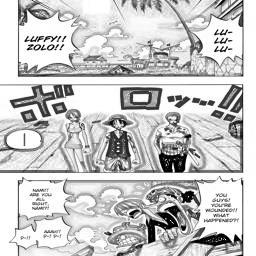 LU-
LU-
LU-
LUFFY!!
ZOLO!!
ボロッ…!!
!
YOU
GUYS!
YOU'RE
WOUNDED!!
WHAT
HAPPENED?!
NAMI!!
ARE YOU
ALL
RIGHT,
NAMI?!